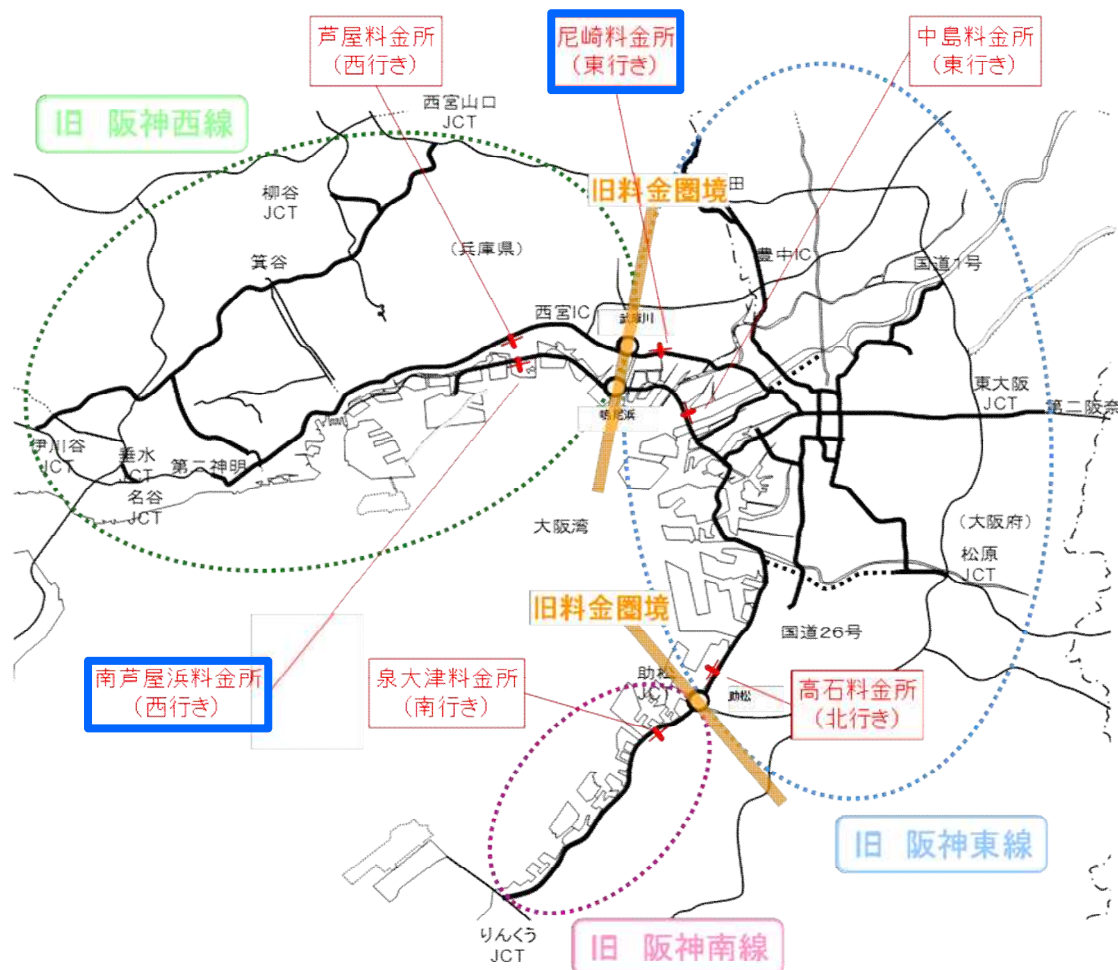 芦屋料金所
(西行き)
尼崎料金所
(東行き)
中島料金所
(東行き)
旧 阪神西線
西宮山口
JCT
柳谷
JCT
旧料金圏境
田
(兵庫県)
箕谷
豊中IC
国道1号
西宮IC
武庫川
東大阪
JCT
第二阪奈
鳴尾浜
伊川谷
JCT
垂水
JCT
第二神明
名谷
JCT
大阪湾
(大阪府)
松原
JCT
旧料金圏境
国道26号
南芦屋浜料金所
(西行き)
泉大津料金所
(南行き)
助松
JCT
助松
高石料金所
(北行き)
旧 阪神東線
りんくう
JCT
旧 阪神南線